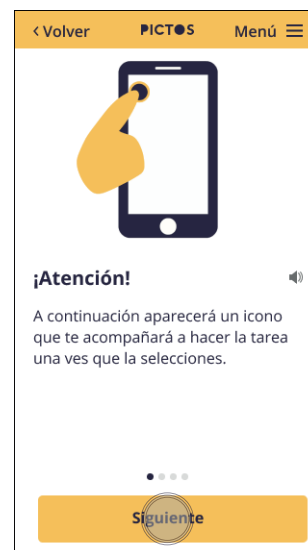 < Volver PICTOS Menú
¡Atención!
A continuación aparecerá un icono
que te acompañará a hacer la tarea
una ves que la selecciones.
Siguiente